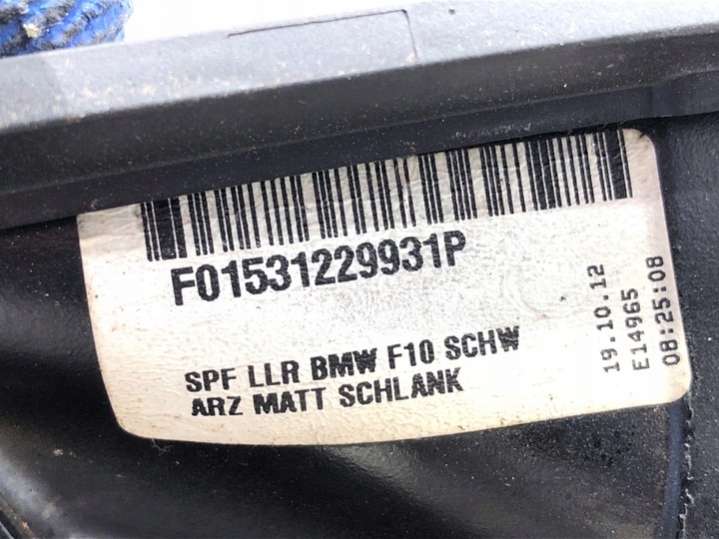 F01531229931P
SPF LLR BMW F10 SCHW
ARZ MATT SCHLANK
19.10.12
E14965
08:25:08